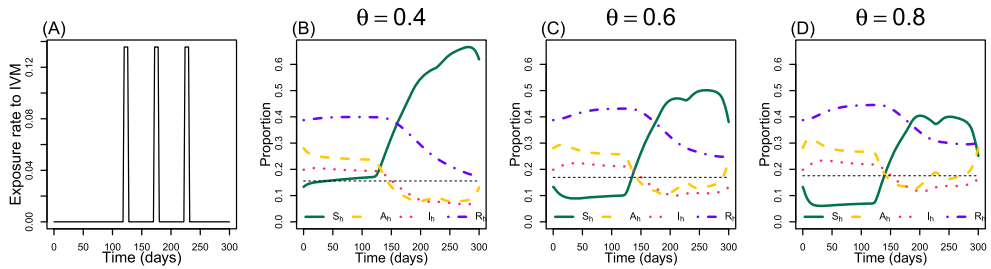 (A)
Exposure rate to IVM
0.00 0.04 0.08 0.12
0 50 100 150 200 250 300
Time (days)
θ = 0.4
(B)
Proportion
0.0 0.1 0.2 0.3 0.4 0.5 0.6
Sh Ah Ih Rh
0 50 100 150 200 250 300
Time (days)
θ = 0.6
(C)
Proportion
0.0 0.1 0.2 0.3 0.4 0.5 0.6
Sh Ah Ih Rh
0 50 100 150 200 250 300
Time (days)
θ = 0.8
(D)
Proportion
0.0 0.1 0.2 0.3 0.4 0.5 0.6
Sh Ah Ih Rh
0 50 100 150 200 250 300
Time (days)